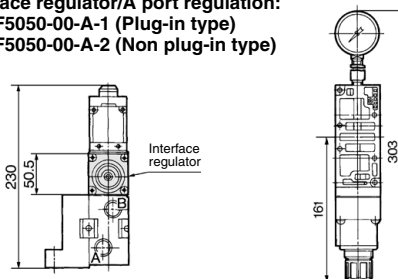 ace regulator/A port regulation:
F5050-00-A-1 (Plug-in type)
F5050-00-A-2 (Non plug-in type)
Interface
regulator
230
50.5
B
A
303
161